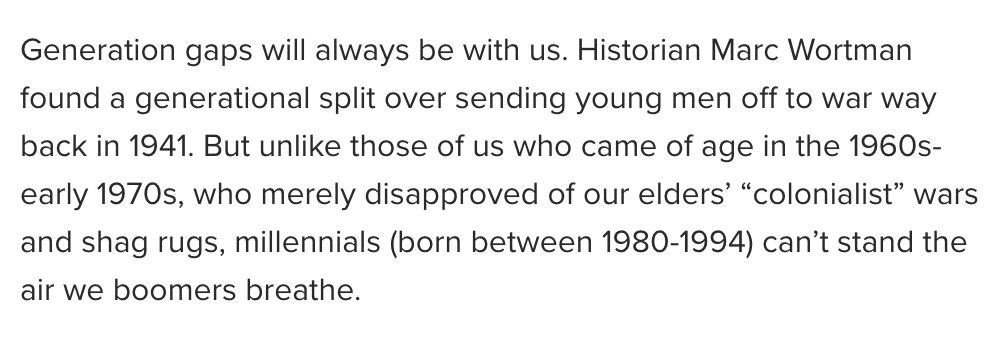 Generation gaps will always be with us. Historian Marc Wortman
found a generational split over sending young men off to war way
back in 1941. But unlike those of us who came of age in the 1960s-
early 1970s, who merely disapproved of our elders’ “colonialist” wars
and shag rugs, millennials (born between 1980-1994) can’t stand the
air we boomers breathe.